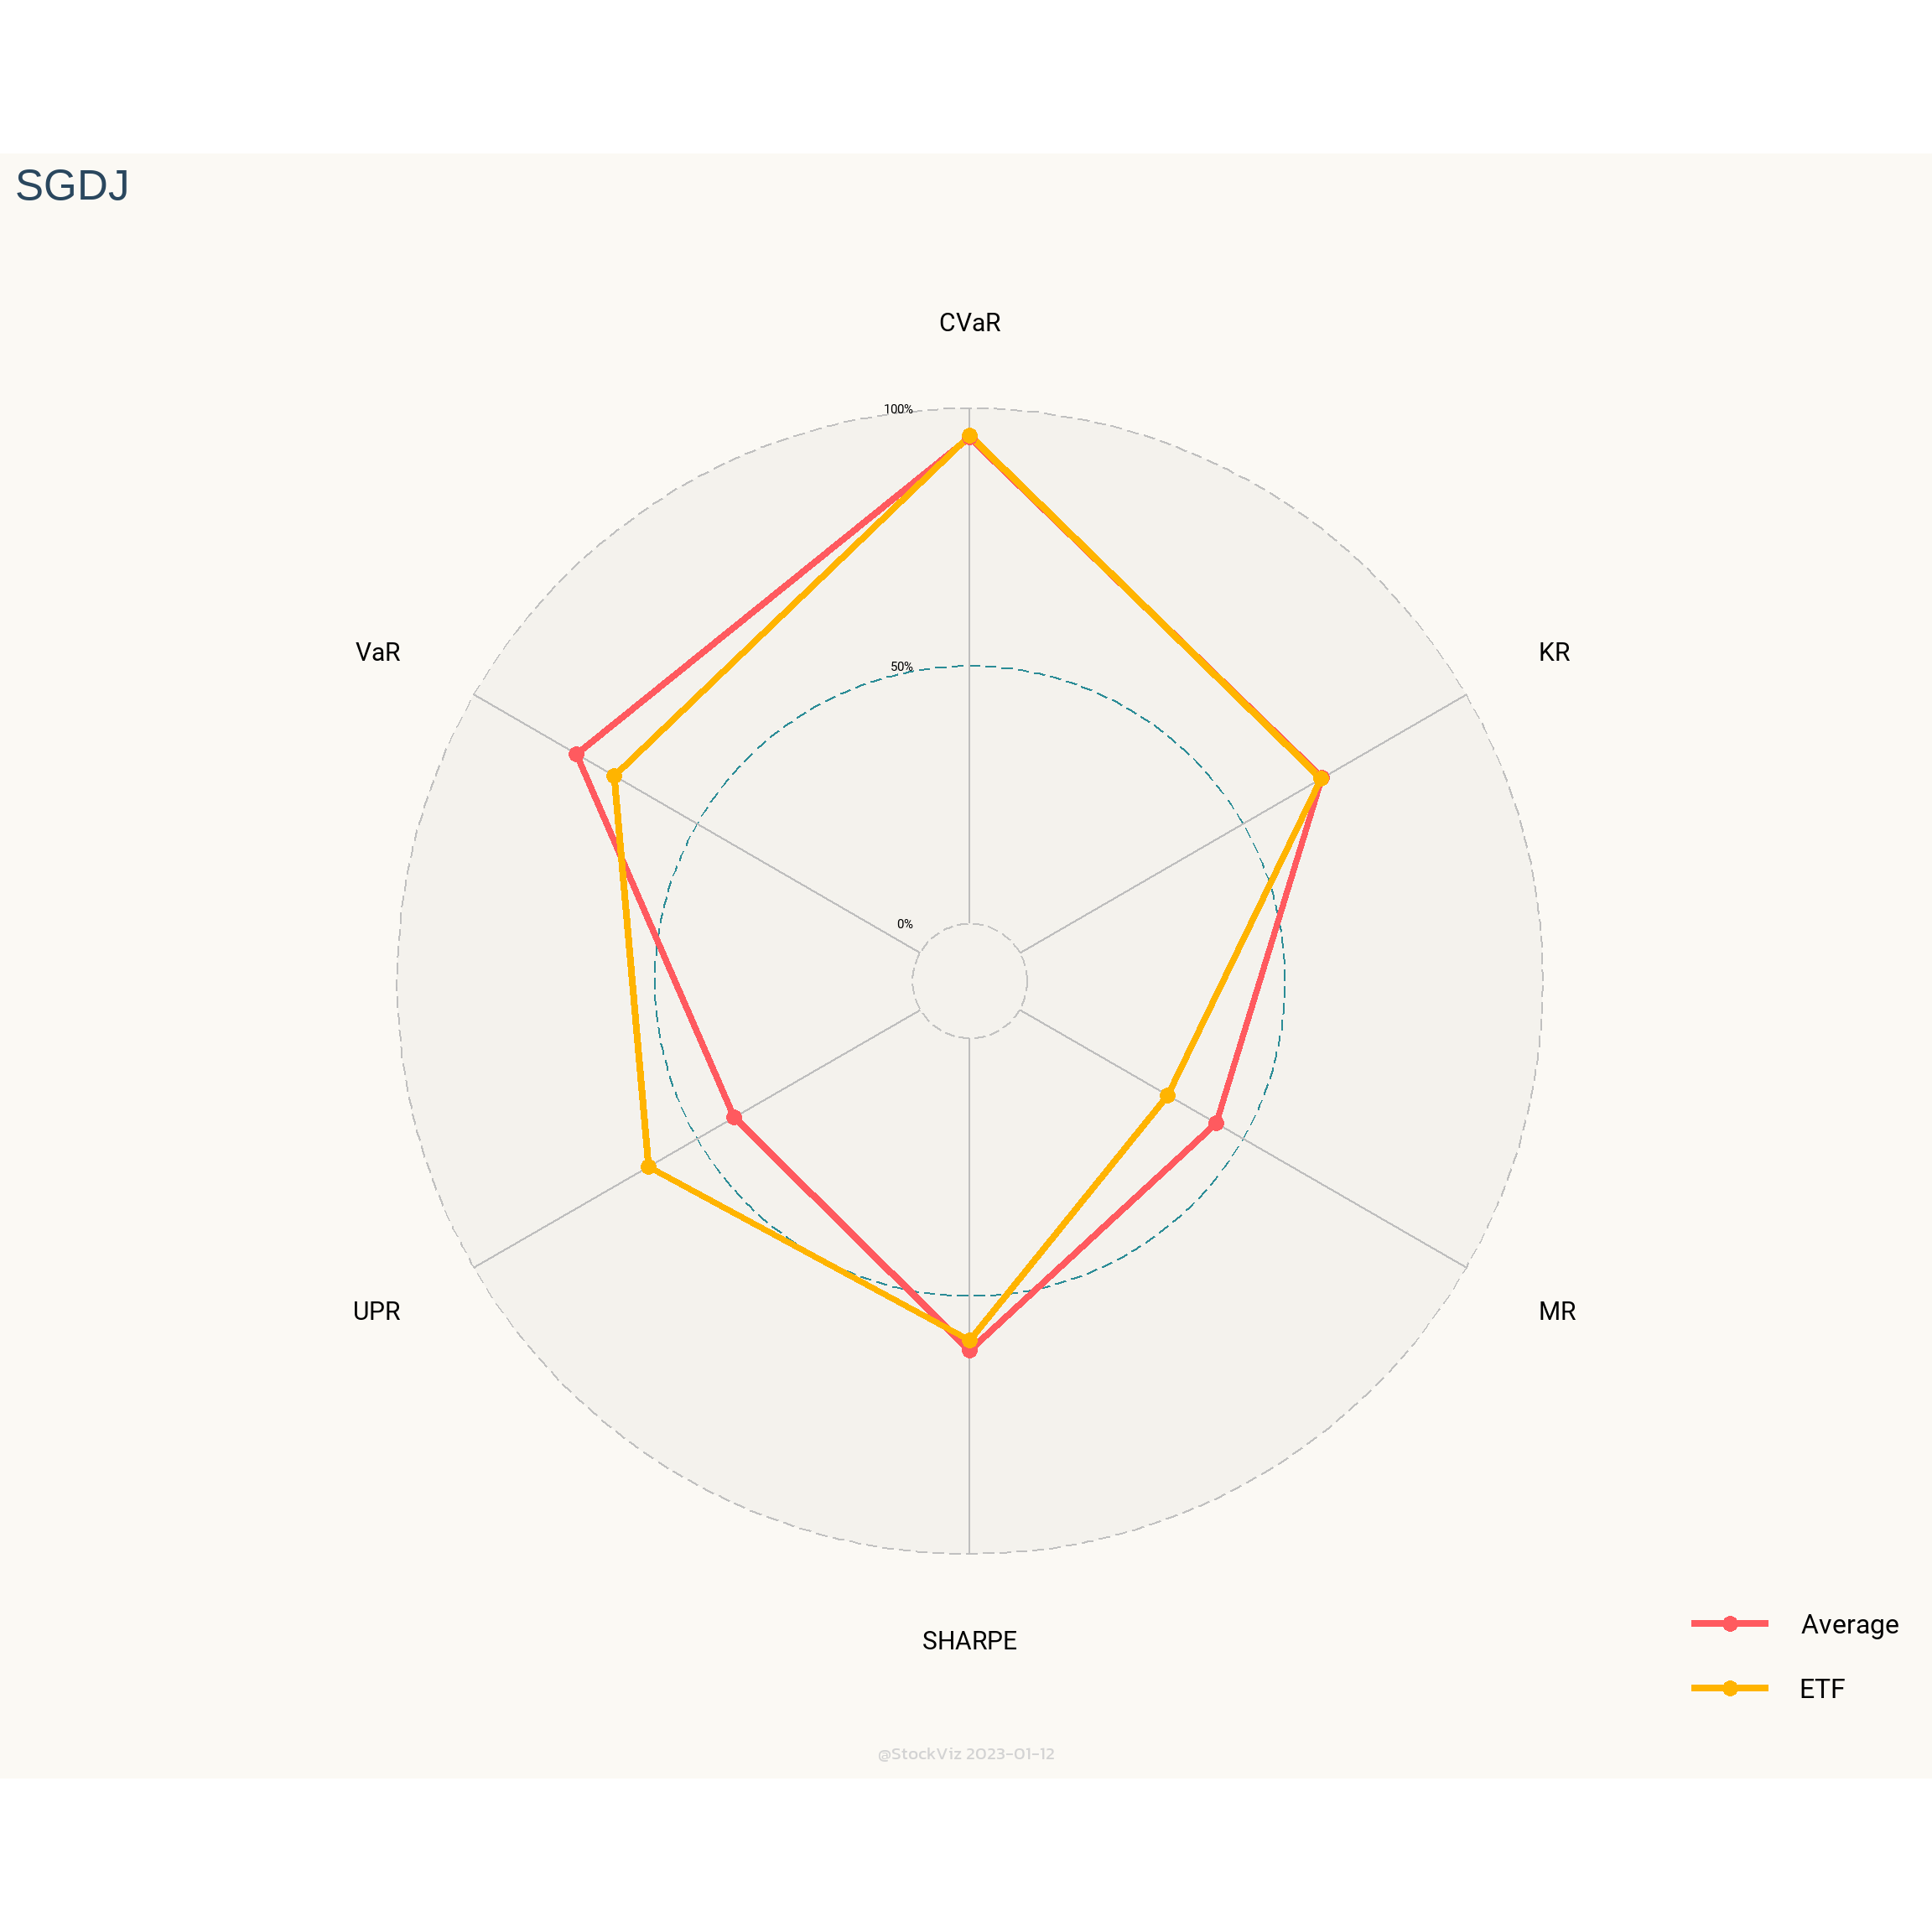 SGDJ
CVaR
100%
VaR
KR
50%
0%
UPR
MR
SHARPE
Average
ETF
@StockViz 2023-01-12